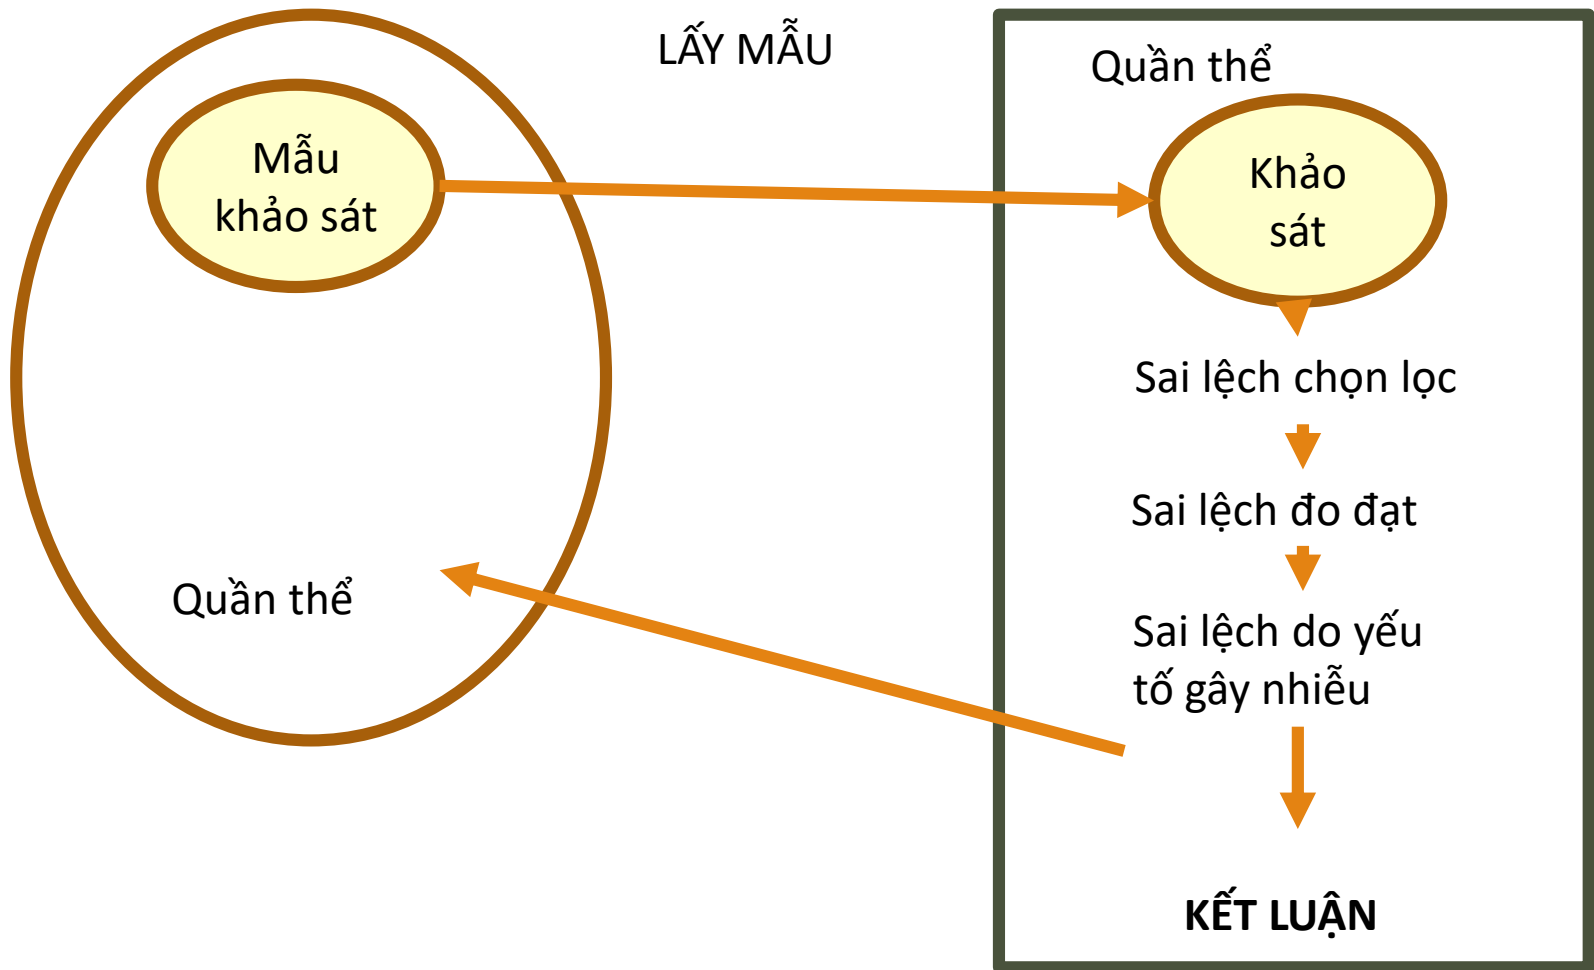 LẤY MẪU
Mẫu
khảo sát
Quần thể
Quần thể
Khảo
sát
Sai lệch chọn lọc
Sai lệch đo đạt
Sai lệch do yếu
tố gây nhiễu
KẾT LUẬN